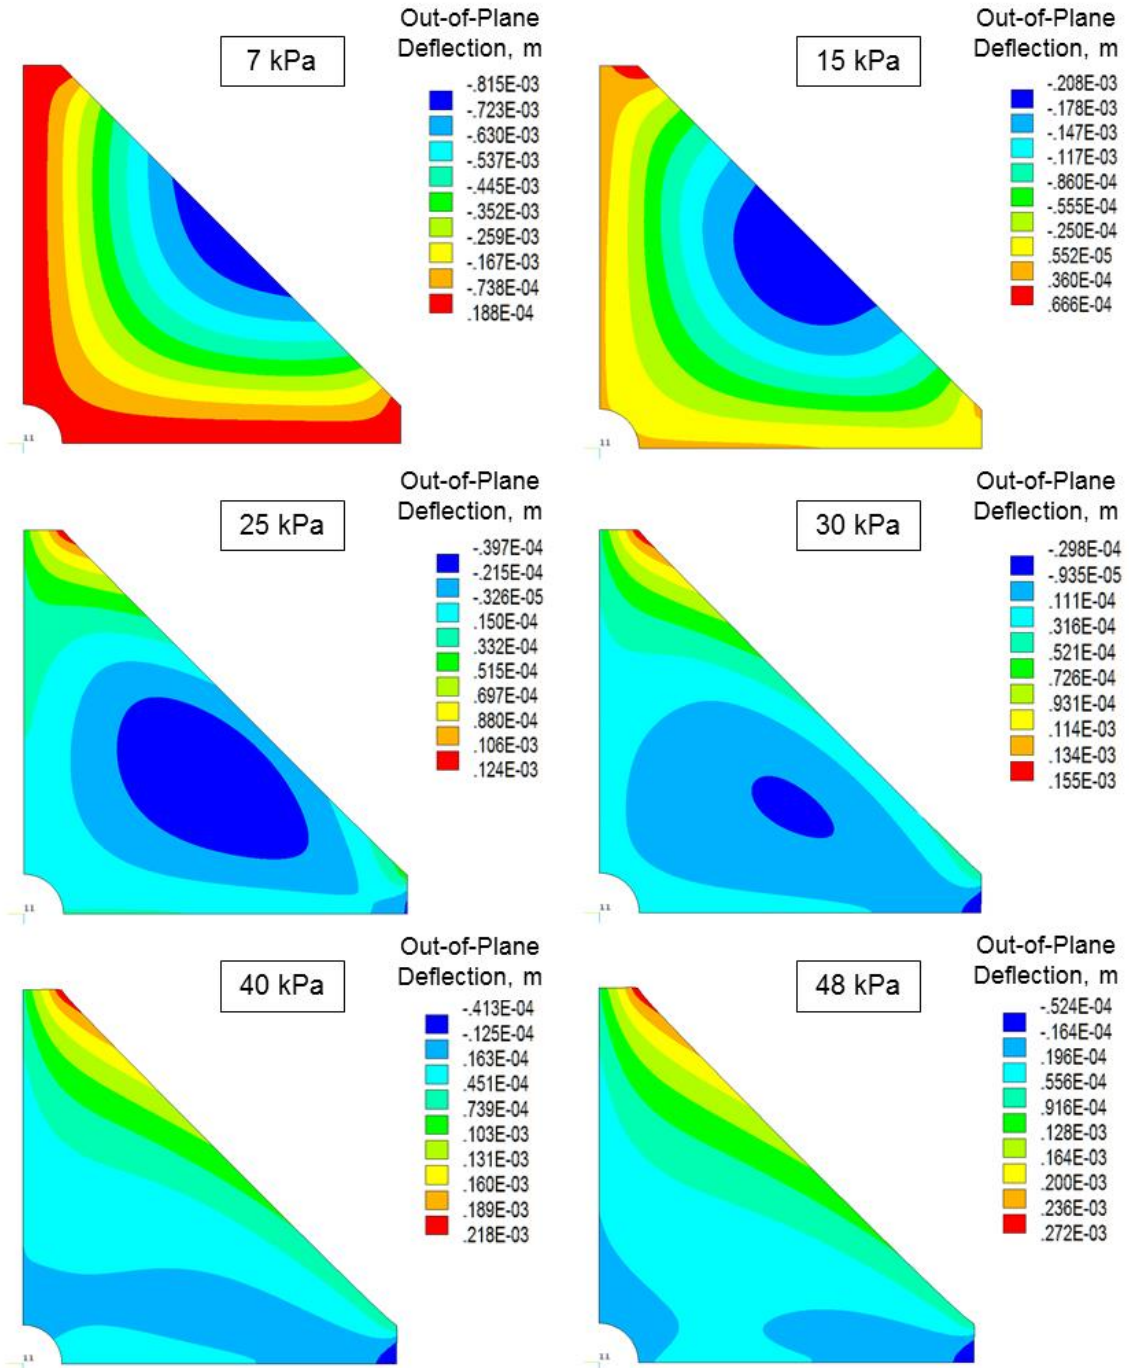 7 kPa
Out-of-Plane
Deflection, m
-.815E-03
-.723E-03
-.630E-03
-.537E-03
-.445E-03
-.352E-03
-.259E-03
-.167E-03
-.738E-04
.188E-04
11
15 kPa
Out-of-Plane
Deflection, m
-.208E-03
-.178E-03
-.147E-03
-.117E-03
-.860E-04
-.555E-04
-.250E-04
.552E-05
.360E-04
.666E-04
11
25 kPa
Out-of-Plane
Deflection, m
-.397E-04
-.215E-04
-.326E-05
.150E-04
.332E-04
.515E-04
.697E-04
.880E-04
.106E-03
.124E-03
11
30 kPa
Out-of-Plane
Deflection, m
-.298E-04
-.935E-05
.111E-04
.316E-04
.521E-04
.726E-04
.931E-04
.114E-03
.134E-03
.155E-03
11
40 kPa
Out-of-Plane
Deflection, m
-.413E-04
-.125E-04
.163E-04
.451E-04
.739E-04
.103E-03
.131E-03
.160E-03
.189E-03
.218E-03
11
48 kPa
Out-of-Plane
Deflection, m
-.524E-04
-.164E-04
.196E-04
.556E-04
.916E-04
.128E-03
.164E-03
.200E-03
.236E-03
.272E-03
11